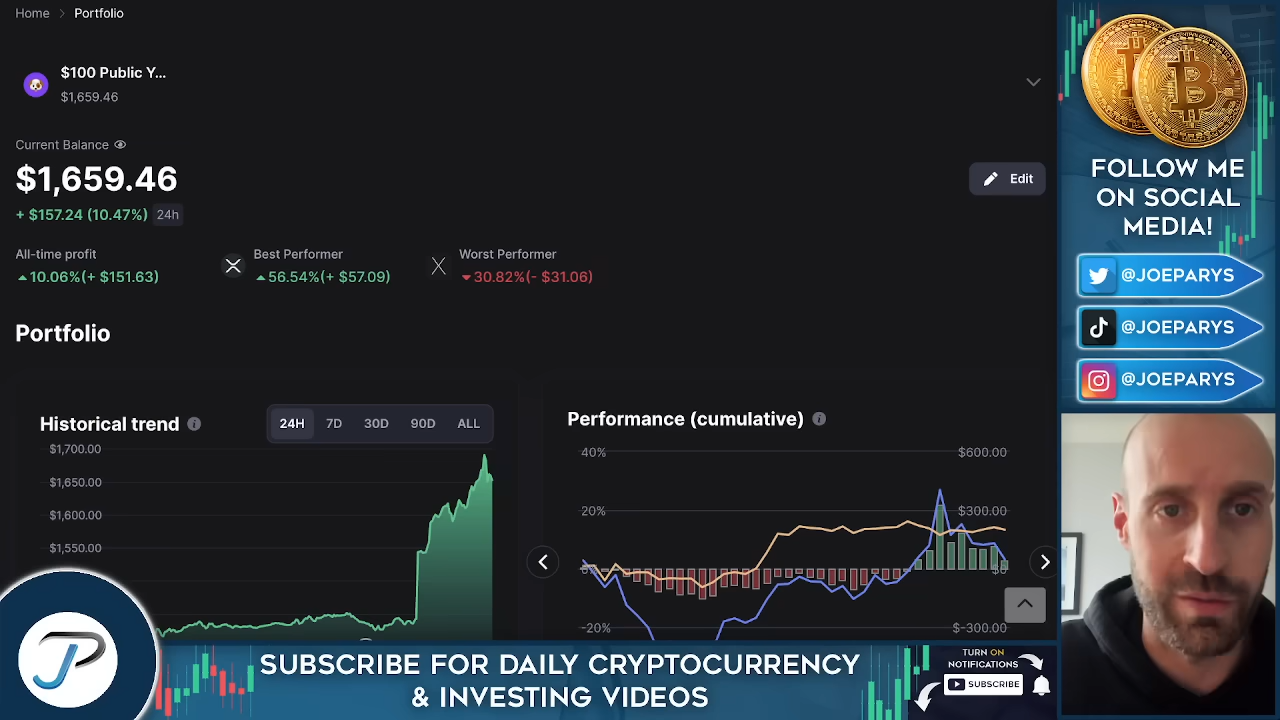 Home > Portfolio
$100 Public Y...
$1,659.46
Current Balance
$1,659.46
Edit
+ $157.24 (10.47%) 24h
All-time profit
10.06%(+ $151.63)
Best Performer
56.54%(+ $57.09)
Worst Performer
30.82%(- $31.06)
Portfolio
Historical trend
24H 7D 30D 90D ALL
$1,700.00
$1,650.00
$1,600.00
$1,550.00
Performance (cumulative)
40%
20%
0%
-20%
$600.00
$300.00
$0
$-300.00
FOLLOW ME
ON SOCIAL
MEDIA!
@JOEPARYS
@JOEPARYS
@JOEPARYS
SUBSCRIBE FOR DAILY CRYPTOCURRENCY
& INVESTING VIDEOS
TURN ON
NOTIFICATIONS
SUBSCRIBE